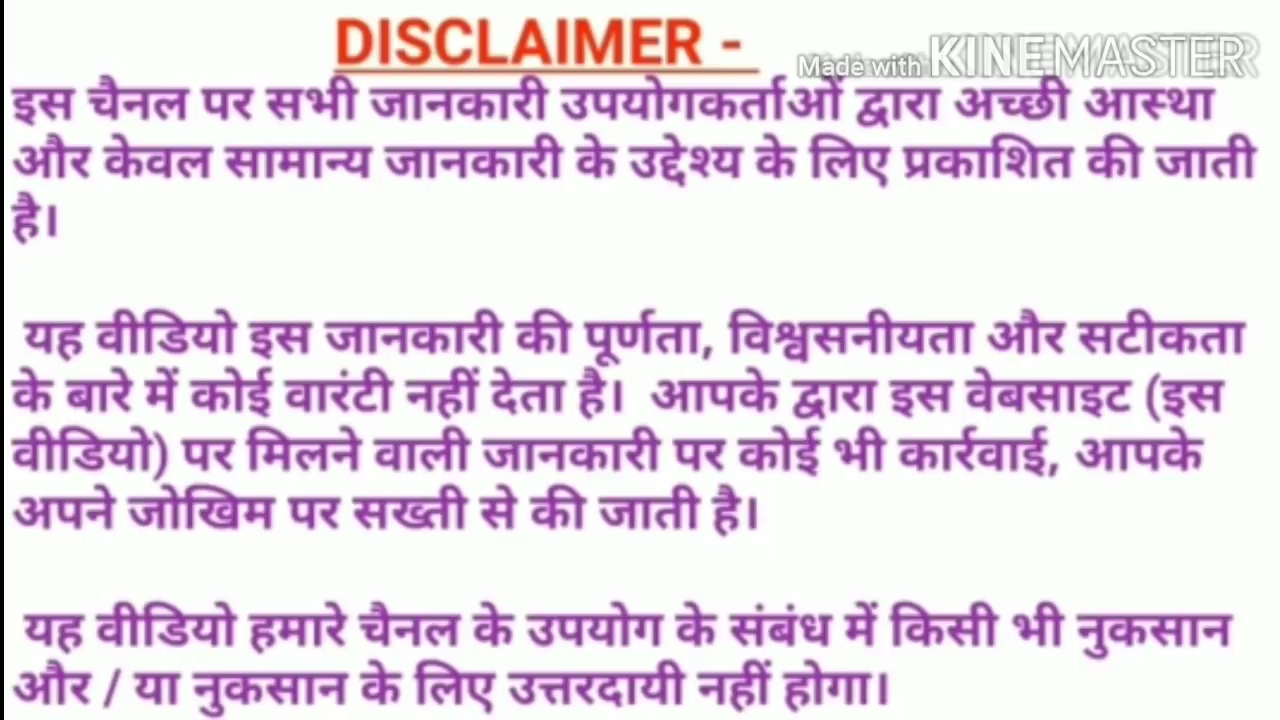 DISCLAIMER -
Made with KINEMASTER
इस चैनल पर सभी जानकारी उपयोगकर्ताओं द्वारा अच्छी आस्था
और केवल सामान्य जानकारी के उद्देश्य के लिए प्रकाशित की जाती
है।
यह वीडियो इस जानकारी की पूर्णता, विश्वसनीयता और सटीकता
के बारे में कोई वारंटी नहीं देता है। आपके द्वारा इस वेबसाइट (इस
वीडियो) पर मिलने वाली जानकारी पर कोई भी कार्रवाई, आपके
अपने जोखिम पर सख्ती से की जाती है।
यह वीडियो हमारे चैनल के उपयोग के संबंध में किसी भी नुकसान
और / या नुकसान के लिए उत्तरदायी नहीं होगा।